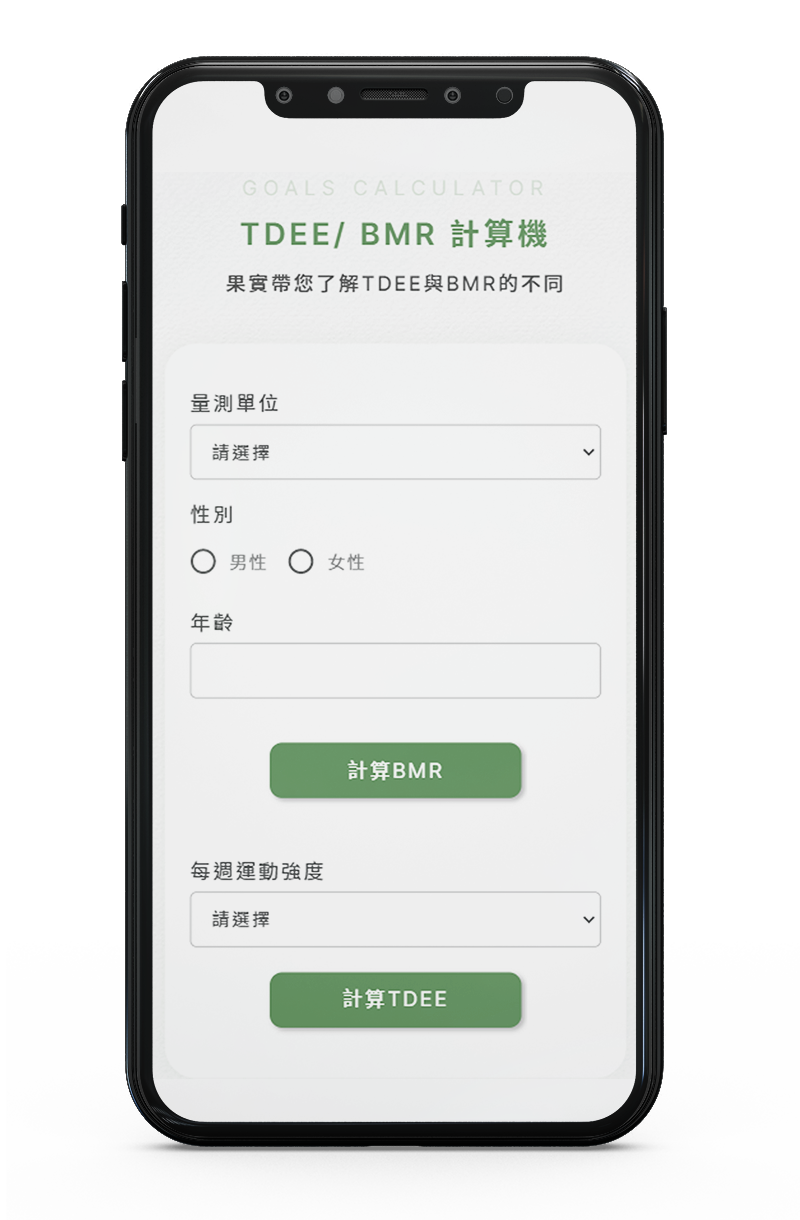 GOALS CALCULATOR
TDEE/ BMR 計算機
果實帶您了解TDEE與BMR的不同
量測單位
請選擇
性別
男性 女性
年齡
計算BMR
每週運動強度
請選擇
計算TDEE